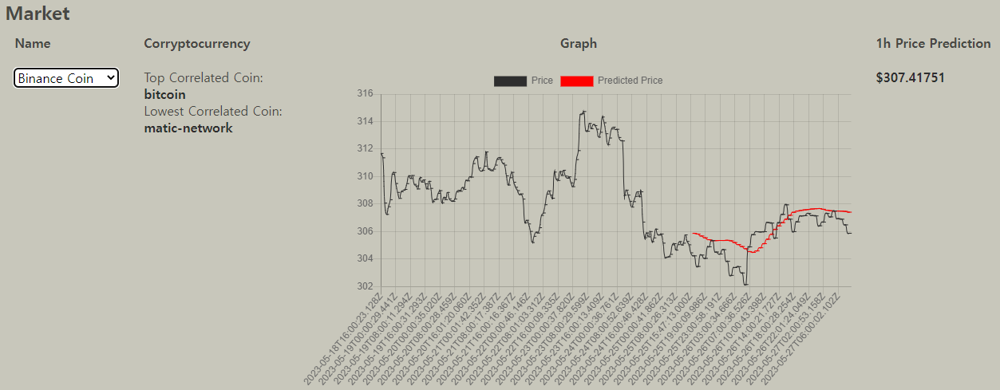 Market
Name Corryptocurrency Graph 1h Price Prediction
Binance Coin Top Correlated Coin: Price Predicted Price $307.41751
bitcoin
Lowest Correlated Coin:
matic-network
316
314
312
310
308
306
304
302
2023-05-18T16:00:23.128Z
2023-05-19T00:00:29.441Z
2023-05-19T08:00:11.294Z
2023-05-19T16:00:31.293Z
2023-05-20T00:00:35.020Z
2023-05-20T08:00:28.459Z
2023-05-21T00:01:20.060Z
2023-05-21T00:01:42.352Z
2023-05-21T08:00:17.387Z
2023-05-21T16:00:16.367Z
2023-05-22T00:00:46.146Z
2023-05-22T08:01:03.312Z
2023-05-22T16:00:09.335Z
2023-05-23T00:00:37.820Z
2023-05-23T08:00:29.599Z
2023-05-23T16:00:13.409Z
2023-05-24T00:00:36.761Z
2023-05-24T08:00:52.639Z
2023-05-24T16:00:46.428Z
2023-05-25T00:00:41.862Z
2023-05-25T08:00:26.313Z
2023-05-25T15:47:13.000Z
2023-05-25T19:00:09.986Z
2023-05-25T23:00:58.191Z
2023-05-26T03:00:34.666Z
2023-05-26T07:00:36.526Z
2023-05-26T10:00:43.398Z
2023-05-26T14:00:21.727Z
2023-05-26T18:00:28.254Z
2023-05-26T22:01:24.049Z
2023-05-27T02:00:53.158Z
2023-05-27T06:00:02.102Z